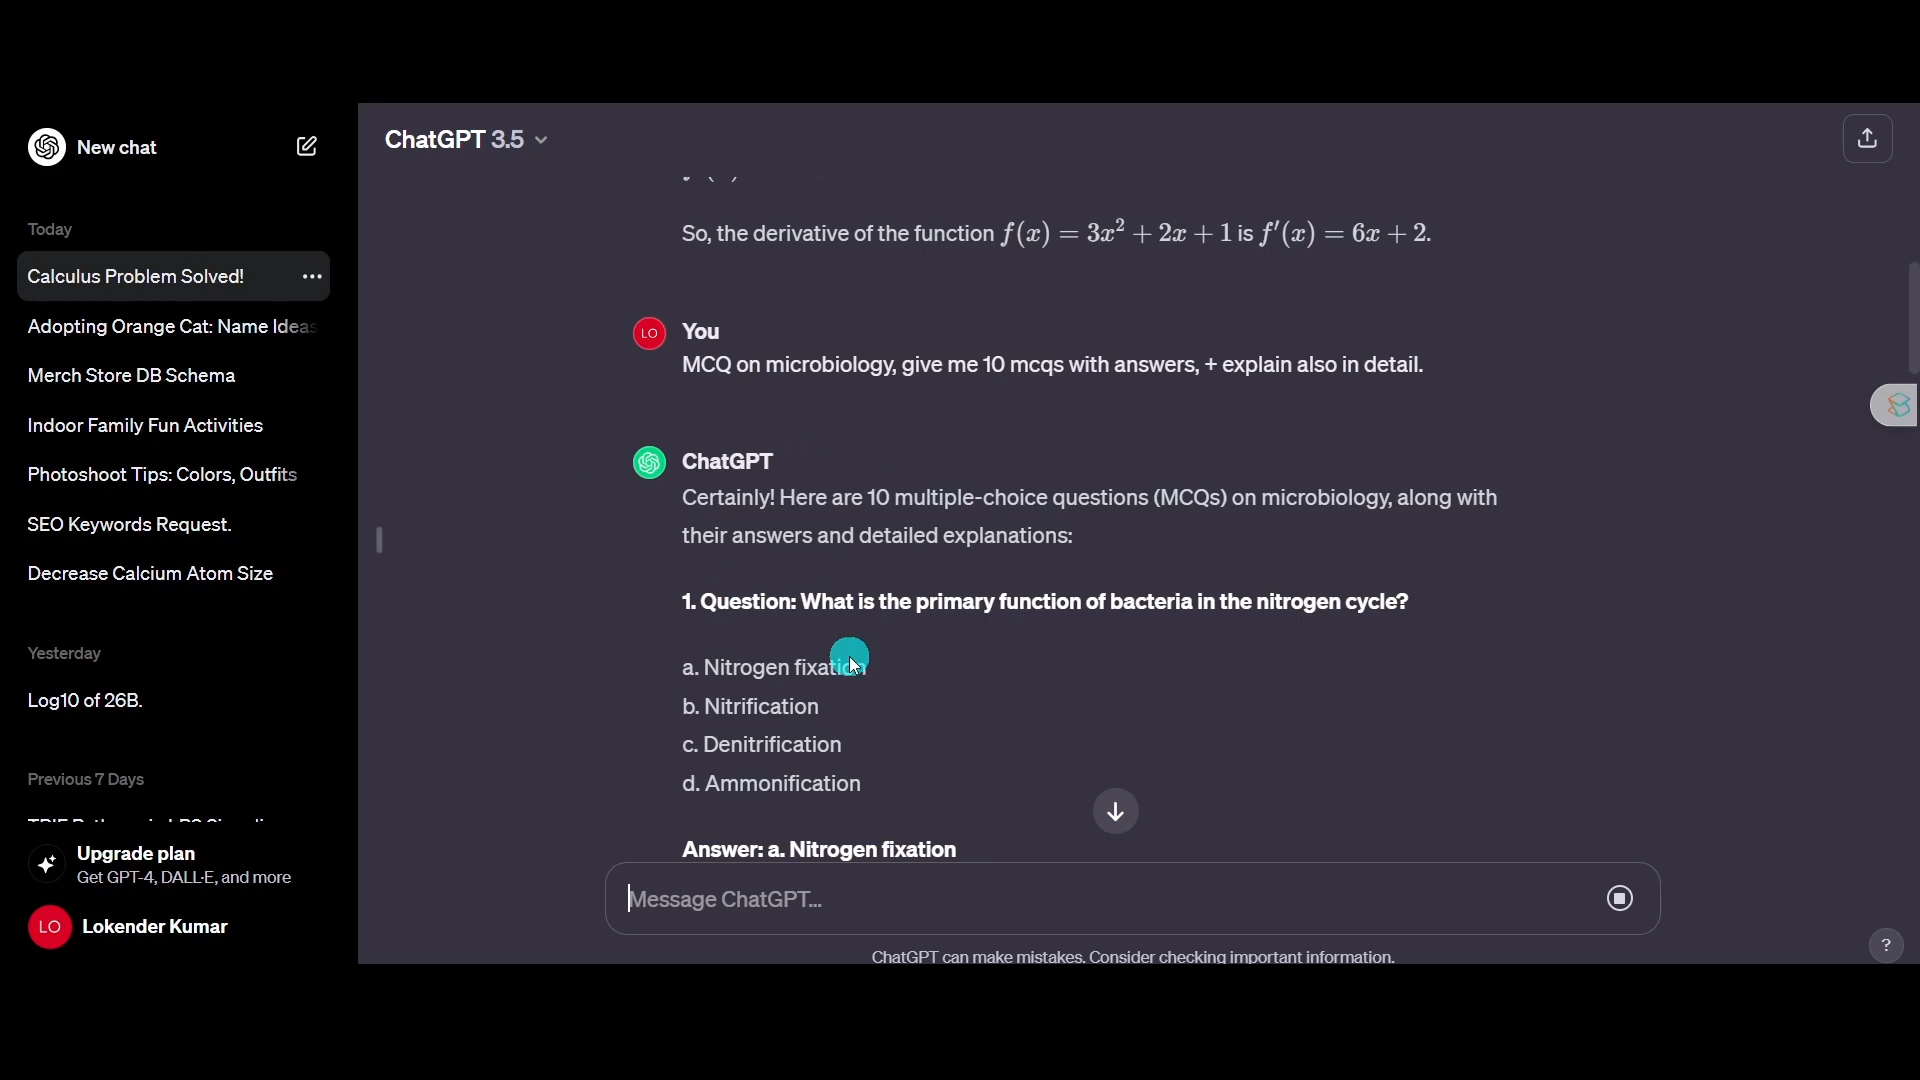 New chat
Today
Calculus Problem Solved!
Adopting Orange Cat: Name Ideas
Merch Store DB Schema
Indoor Family Fun Activities
Photoshoot Tips: Colors, Outfits
SEO Keywords Request.
Decrease Calcium Atom Size
Yesterday
Log10 of 26B.
Previous 7 Days
Upgrade plan
Get GPT-4, DALL·E, and more
LO Lokender Kumar
ChatGPT 3.5
So, the derivative of the function f(x) = 3x² + 2x + 1 is f′(x) = 6x + 2.
LO You
MCQ on microbiology, give me 10 mcqs with answers, + explain also in detail.
ChatGPT
Certainly! Here are 10 multiple-choice questions (MCQs) on microbiology, along with
their answers and detailed explanations:
1. Question: What is the primary function of bacteria in the nitrogen cycle?
a. Nitrogen fixation
b. Nitrification
c. Denitrification
d. Ammonification
Answer: a. Nitrogen fixation
Message ChatGPT...
ChatGPT can make mistakes. Consider checking important information.
?